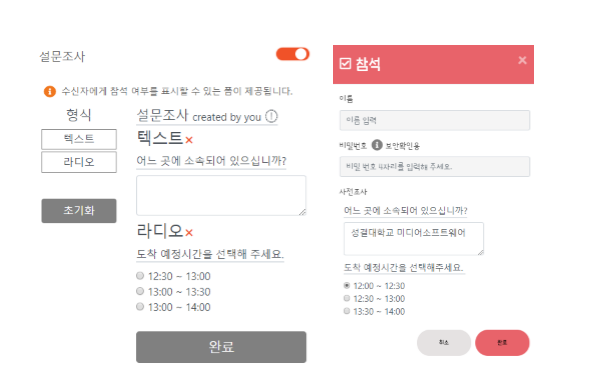 설문조사
수신자에게 참석 여부를 표시할 수 있는 폼이 제공됩니다.
형식
텍스트
라디오
초기화
설문조사 created by you
텍스트×
어느 곳에 소속되어 있으십니까?
라디오×
도착 예정시간을 선택해 주세요.
12:30 ~ 13:00
13:00 ~ 13:30
13:00 ~ 14:00
완료
참석 ×
이름
이름 입력
비밀번호 보안확인용
비밀 번호 4자리를 입력해 주세요.
사전조사
어느 곳에 소속되어 있으십니까?
성결대학교 미디어소프트웨어
도착 예정시간을 선택해주세요.
12:00 ~ 12:30
12:30 ~ 13:00
13:30 ~ 14:00
취소
완료